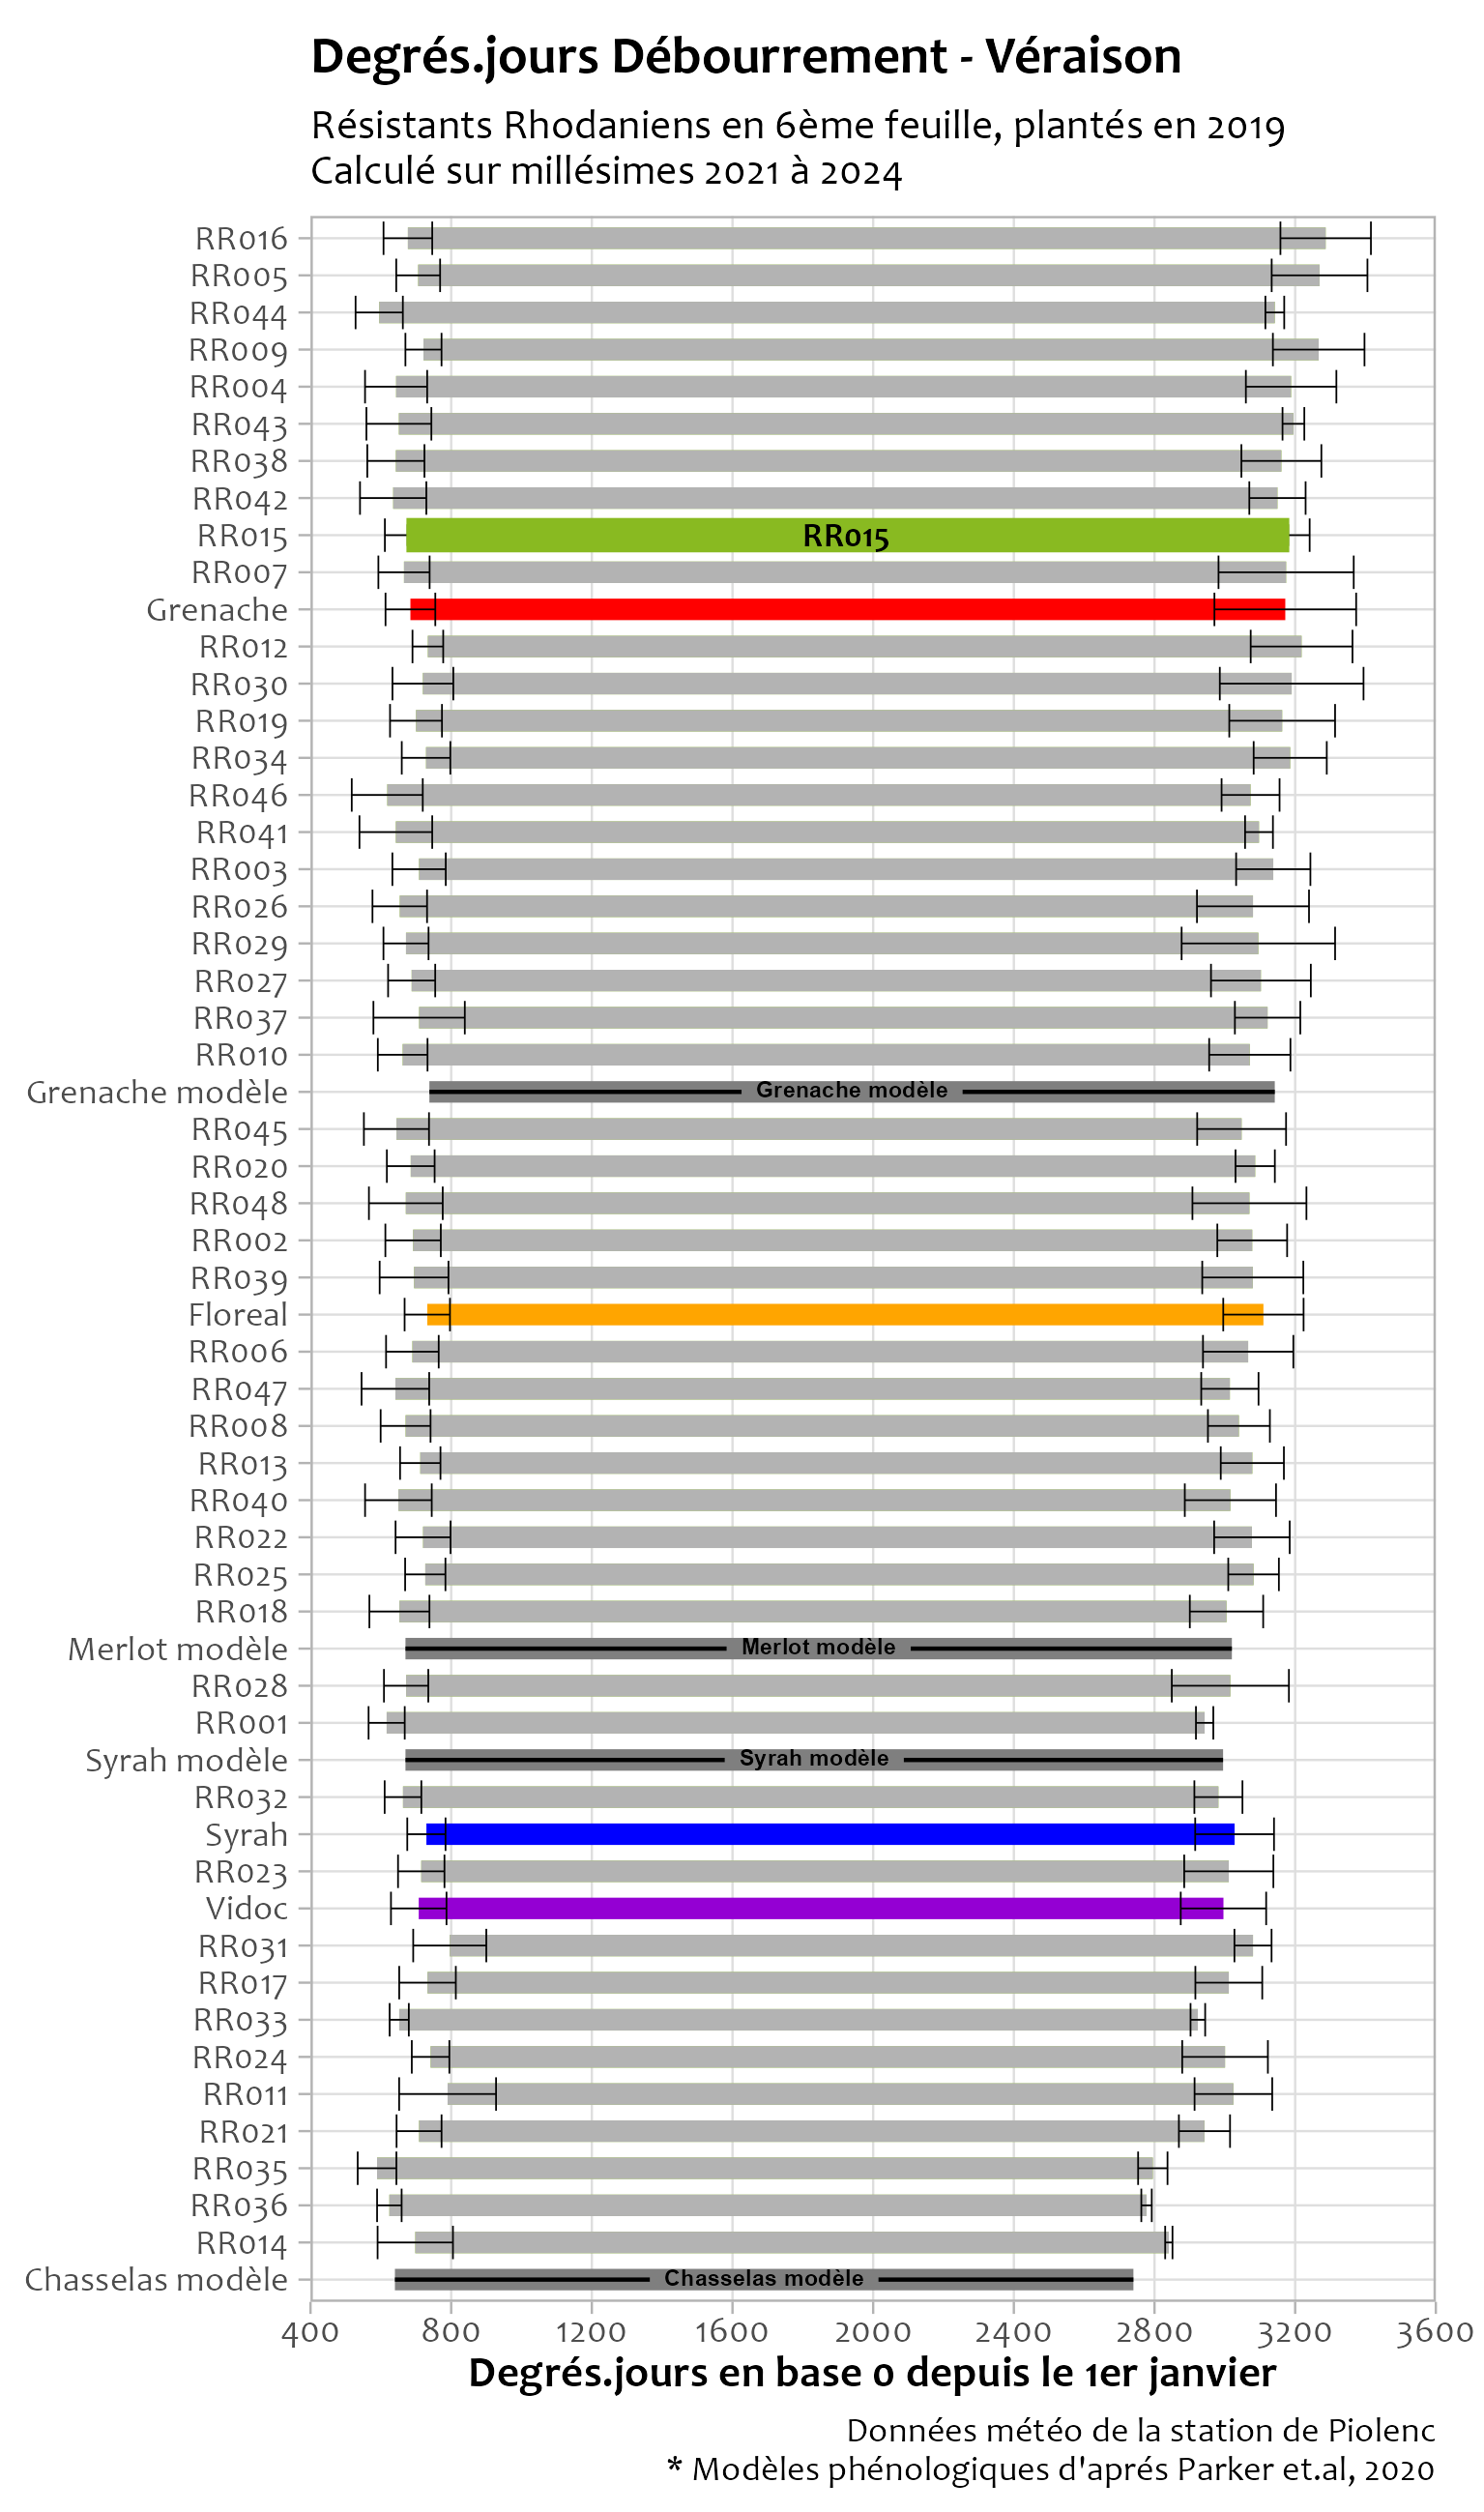 Degrés.jours Débourrement - Véraison
Résistants Rhodaniens en 6ème feuille, plantés en 2019
Calculé sur millésimes 2021 à 2024
RR016
RR005
RR044
RR009
RR004
RR043
RR038
RR042
RR015 RR015
RR007
Grenache
RR012
RR030
RR019
RR034
RR046
RR041
RR003
RR026
RR029
RR027
RR037
RR010
Grenache modèle Grenache modèle
RR045
RR020
RR048
RR002
RR039
Floreal
RR006
RR047
RR008
RR013
RR040
RR022
RR025
RR018
Merlot modèle Merlot modèle
RR028
RR001
Syrah modèle Syrah modèle
RR032
Syrah
RR023
Vidoc
RR031
RR017
RR033
RR024
RR011
RR021
RR035
RR036
RR014
Chasselas modèle Chasselas modèle
400 800 1200 1600 2000 2400 2800 3200 3600
Degrés.jours en base 0 depuis le 1er janvier
Données météo de la station de Piolenc
* Modèles phénologiques d'aprés Parker et.al, 2020